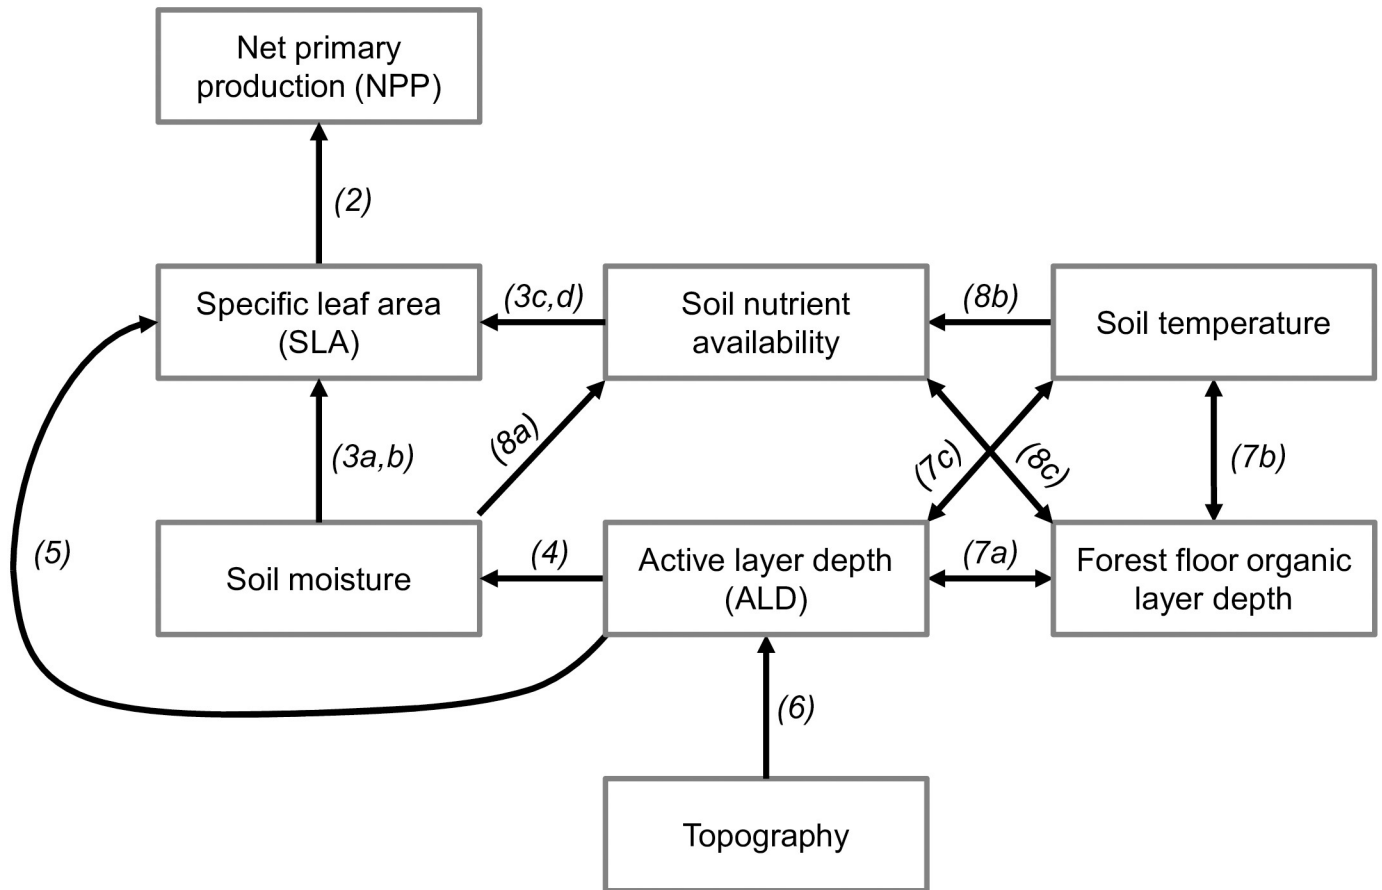 Net primary
production (NPP)
(2)
Specific leaf area
(SLA)
(3c,d)
Soil nutrient
availability
(8b)
Soil temperature
(3a,b)
(8a)
(7c)
(8c)
(7b)
(5)
Soil moisture
(4)
Active layer depth
(ALD)
(7a)
Forest floor organic
layer depth
(6)
Topography